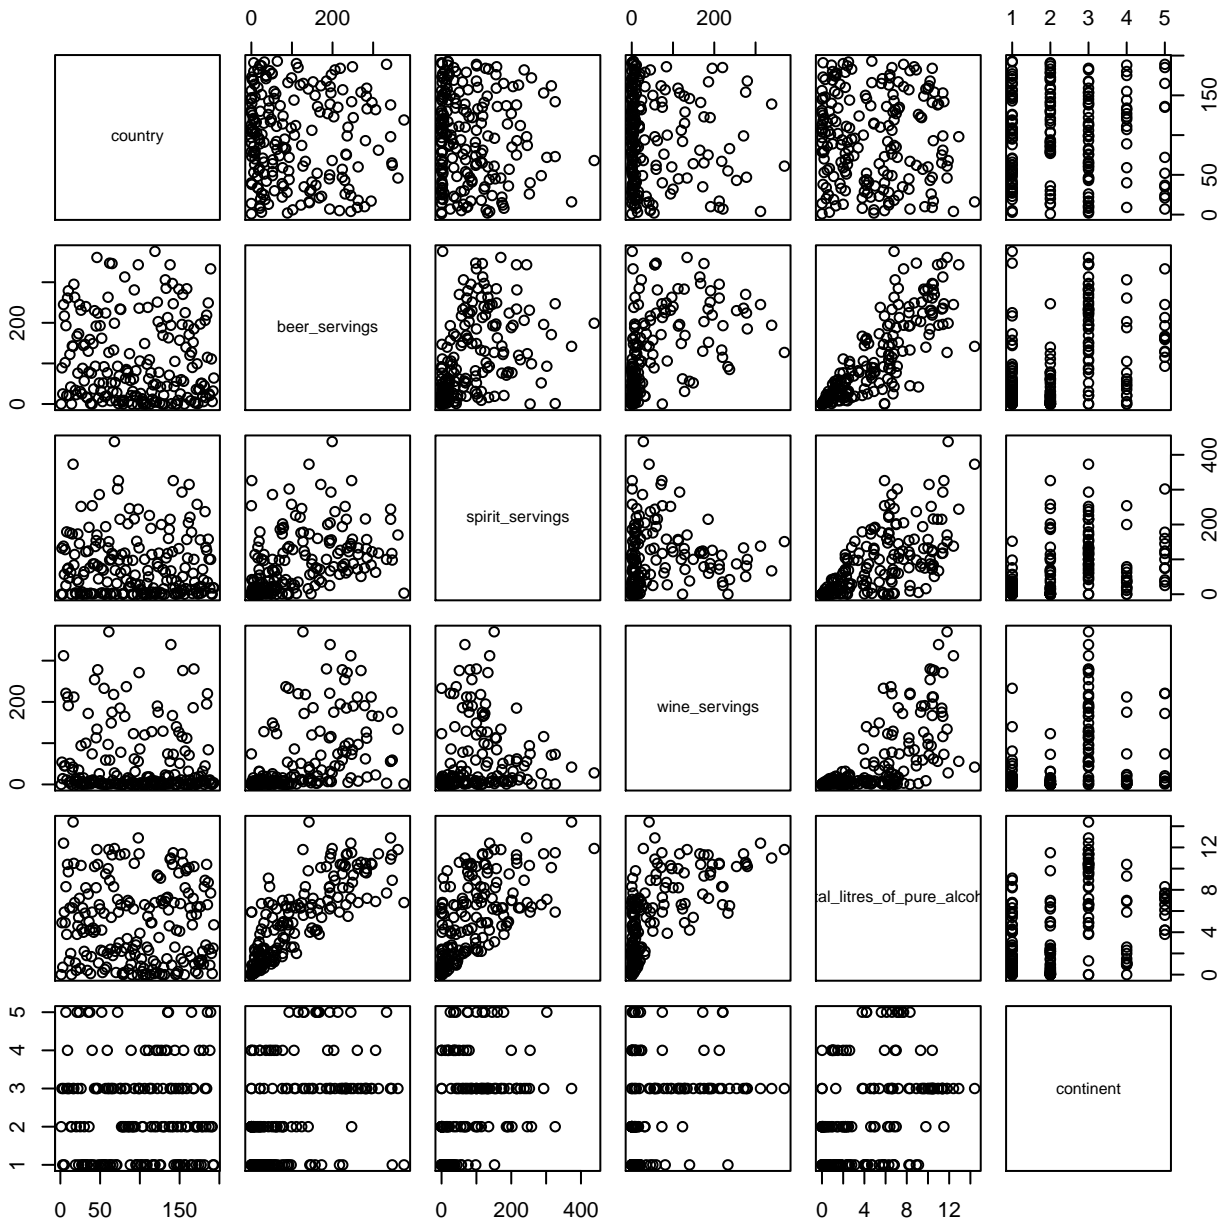 0 200 0 200 1 2 3 4 5
country 0 50 150
0 200 beer_servings
spirit_servings 0 200 400
0 200 wine_servings
tal_litres_of_pure_alcoh 0 4 8 12
1 2 3 4 5 continent
0 50 150 0 200 400 0 4 8 12